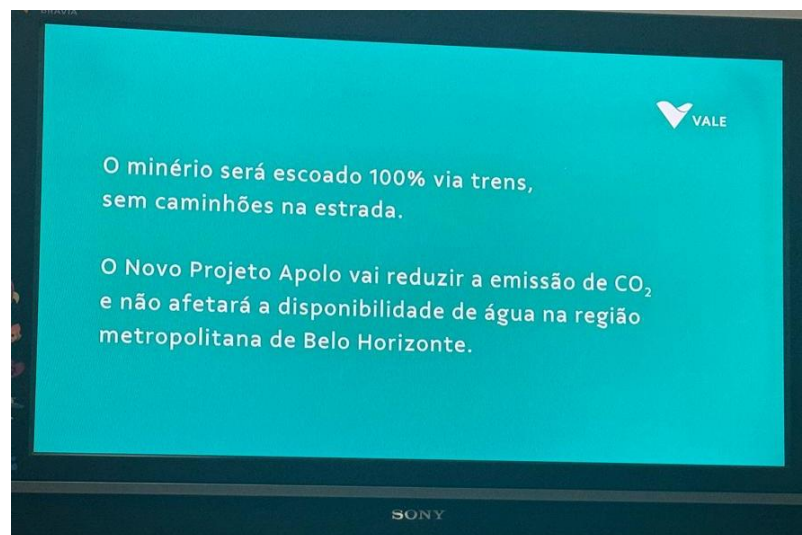 BRAVIA
VALE
O minério será escoado 100% via trens,
sem caminhões na estrada.
O Novo Projeto Apolo vai reduzir a emissão de CO₂
e não afetará a disponibilidade de água na região
metropolitana de Belo Horizonte.
SONY